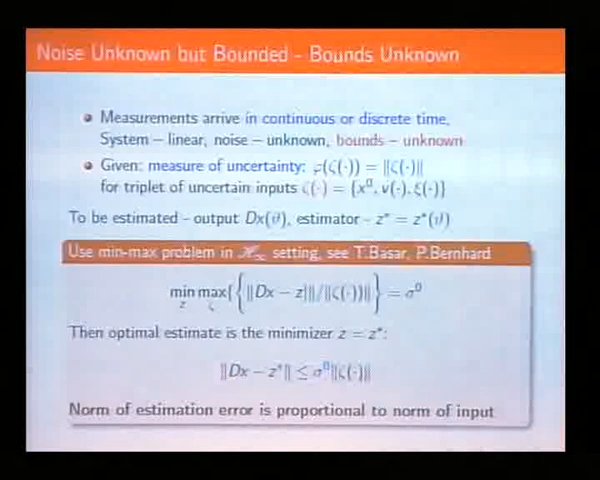 Noise Unknown but Bounded - Bounds Unknown
Measurements arrive in continuous or discrete time,
System – linear, noise – unknown, bounds – unknown
Given: measure of uncertainty: φ(ζ(·)) = ‖ζ(·)‖
for triplet of uncertain inputs ζ(·) = {x⁰, v(·), ξ(·)}
To be estimated - output Dx(ϑ), estimator - z* = z*(ϑ)
Use min-max problem in ℋ∞ setting, see T.Basar, P.Bernhard
min_z max_ζ{ {‖Dx − z‖/‖ζ(·))‖} = σ⁰
Then optimal estimate is the minimizer z = z*:
‖Dx − z*‖ ≤ σ⁰‖ζ(·)‖
Norm of estimation error is proportional to norm of input